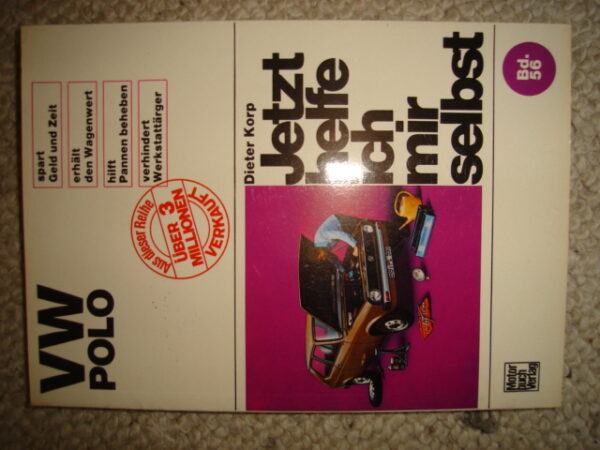 Bd.
56
Dieter Korp
Jetzt
helfe
ich
mir
selbst
Motor
buch
Verlag
spart
Geld und Zeit
erhält
den Wagenwert
hilft
Pannen beheben
verhindert
Werkstattärger
Aus dieser Reihe
ÜBER 3
MILLIONEN
VERKAUFT
VW
POLO